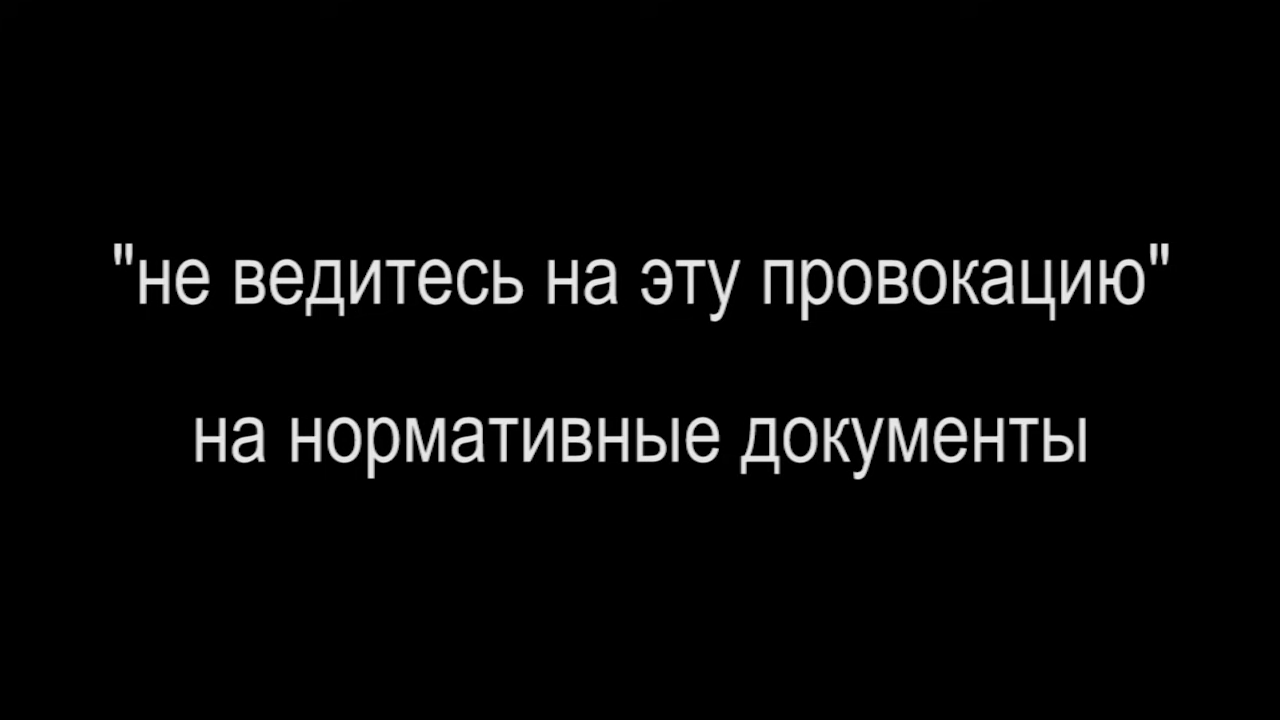 "не ведитесь на эту провокацию"
на нормативные документы